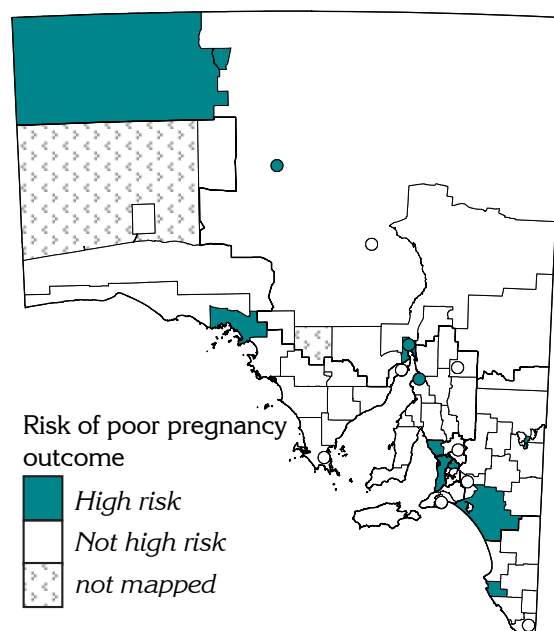 Risk of poor pregnancy
outcome
High risk
Not high risk
not mapped